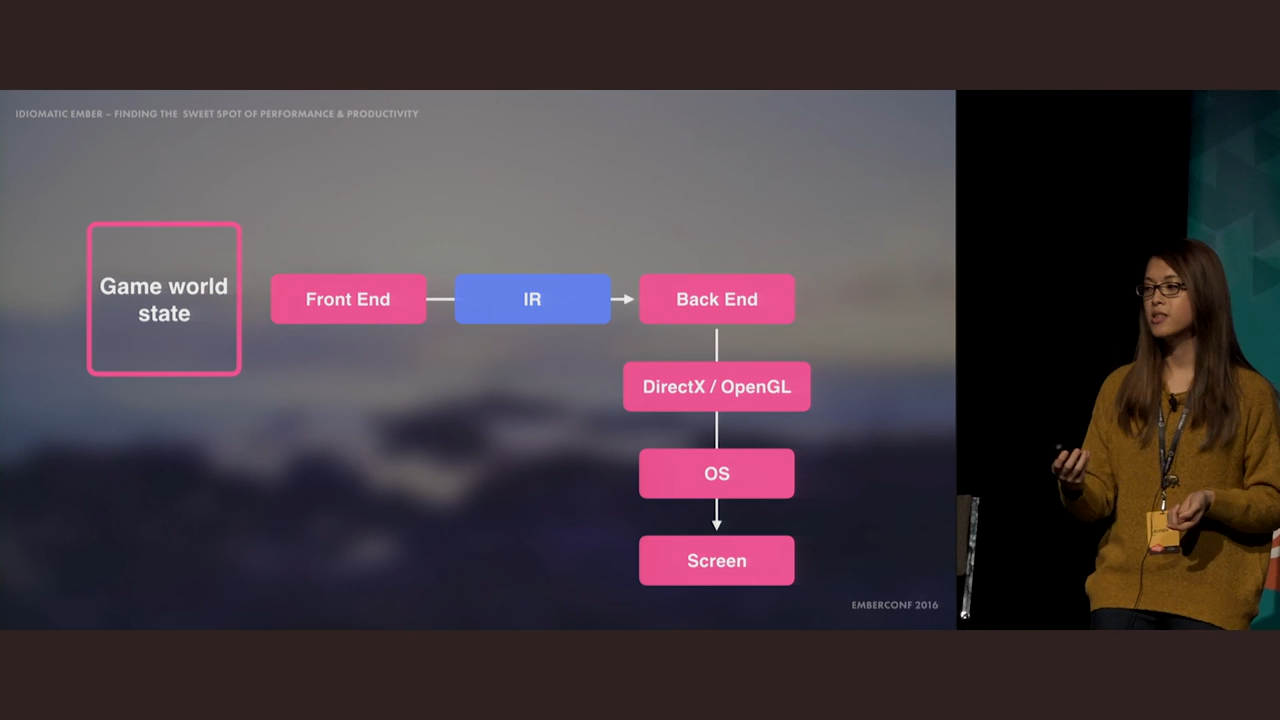 IDIOMATIC EMBER – FINDING THE SWEET SPOT OF PERFORMANCE & PRODUCTIVITY
Game world
state
Front End
IR
Back End
DirectX / OpenGL
OS
Screen
EMBERCONF 2016